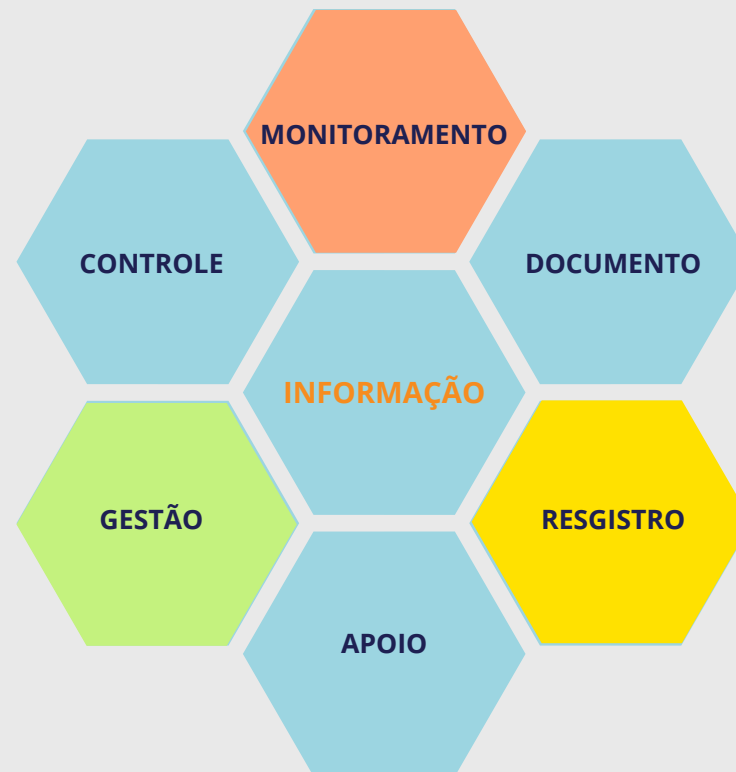 MONITORAMENTO
CONTROLE
DOCUMENTO
INFORMAÇÃO
GESTÃO
RESGISTRO
APOIO